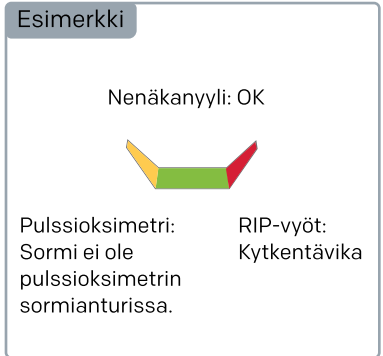 Esimerkki
Nenäkanyyli: OK
Pulssioksimetri:
Sormi ei ole
pulssioksimetrin
sormianturissa.
RIP-vyöt:
Kytkentävika